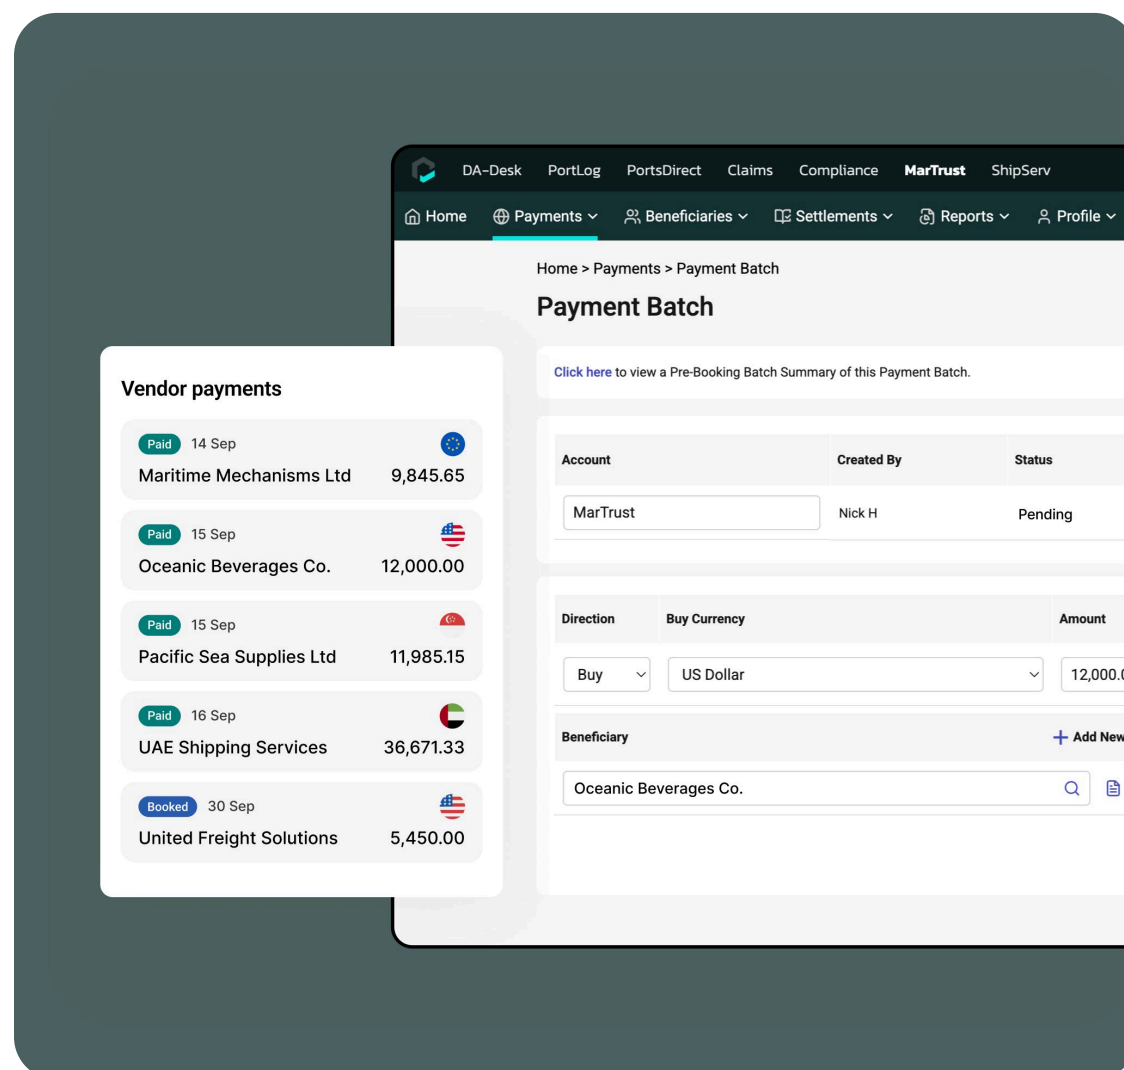 DA-Desk PortLog PortsDirect Claims Compliance MarTrust ShipServ
Home Payments Beneficiaries Settlements Reports Profile
Home > Payments > Payment Batch
Payment Batch
Click here to view a Pre-Booking Batch Summary of this Payment Batch.
Account Created By Status
MarTrust Nick H Pending
Direction Buy Currency Amount
Buy US Dollar 12,000.0
Beneficiary + Add New
Oceanic Beverages Co.
Vendor payments
Paid 14 Sep
Maritime Mechanisms Ltd 9,845.65
Paid 15 Sep
Oceanic Beverages Co. 12,000.00
Paid 15 Sep
Pacific Sea Supplies Ltd 11,985.15
Paid 16 Sep
UAE Shipping Services 36,671.33
Booked 30 Sep
United Freight Solutions 5,450.00